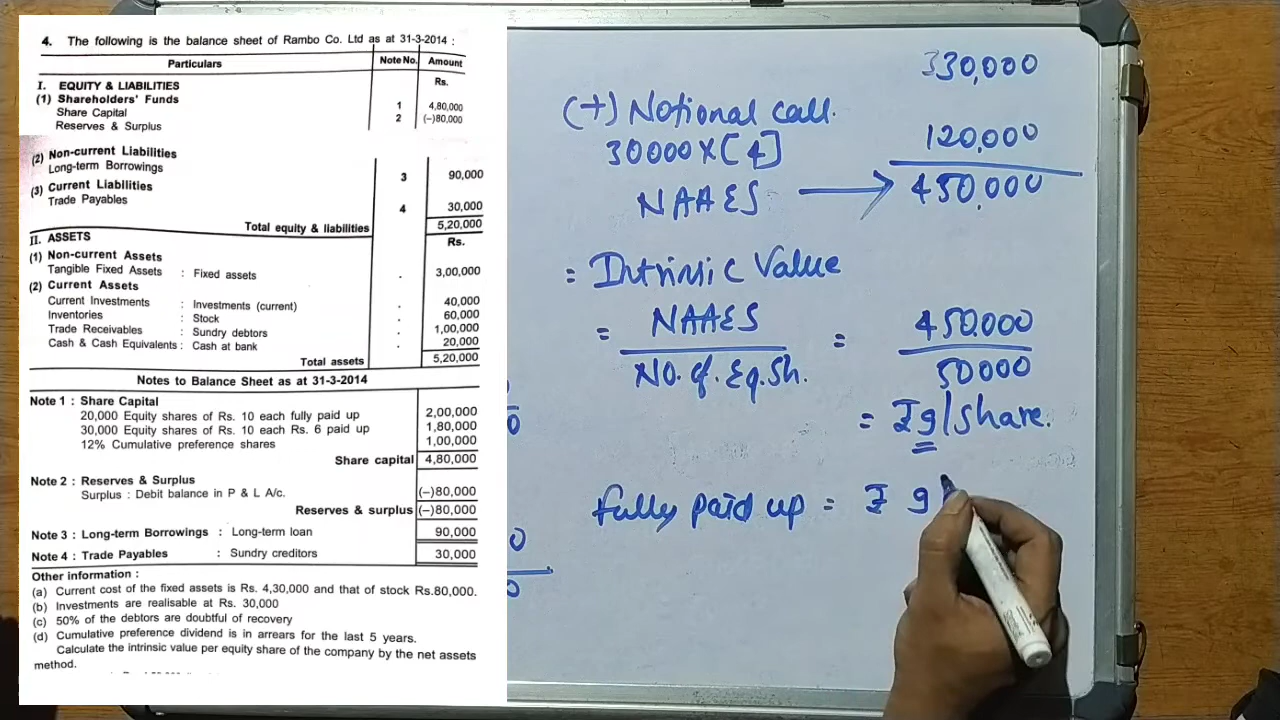 4. The following is the balance sheet of Rambo Co. Ltd as at 31-3-2014 :
Particulars Note No. Amount
Rs.
I. EQUITY & LIABILITIES
(1) Shareholders' Funds
Share Capital 1 4,80,000
Reserves & Surplus 2 (–)80,000
(2) Non-current Liabilities
Long-term Borrowings 3 90,000
(3) Current Liabilities
Trade Payables 4 30,000
Total equity & liabilities 5,20,000
II. ASSETS Rs.
(1) Non-current Assets
Tangible Fixed Assets : Fixed assets . 3,00,000
(2) Current Assets
Current Investments : Investments (current) . 40,000
Inventories : Stock . 60,000
Trade Receivables : Sundry debtors . 1,00,000
Cash & Cash Equivalents : Cash at bank . 20,000
Total assets 5,20,000
Notes to Balance Sheet as at 31-3-2014
Note 1 : Share Capital
20,000 Equity shares of Rs. 10 each fully paid up 2,00,000
30,000 Equity shares of Rs. 10 each Rs. 6 paid up 1,80,000
12% Cumulative preference shares 1,00,000
Share capital 4,80,000
Note 2 : Reserves & Surplus
Surplus : Debit balance in P & L A/c. (–)80,000
Reserves & surplus (–)80,000
Note 3 : Long-term Borrowings : Long-term loan 90,000
Note 4 : Trade Payables : Sundry creditors 30,000
Other information :
(a) Current cost of the fixed assets is Rs. 4,30,000 and that of stock Rs.80,000.
(b) Investments are realisable at Rs. 30,000
(c) 50% of the debtors are doubtful of recovery
(d) Cumulative preference dividend is in arrears for the last 5 years.
Calculate the intrinsic value per equity share of the company by the net assets
method.
330,000
(+) Notional call.
30000 X [4] 120,000
NAAES → 450,000
= Intrinsic Value
= NAAES = 450.000
No. of. Eq. Sh. 50000
= ₹9/share.
fully paid up = ₹ 9